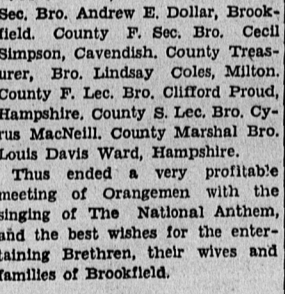 Sec. Bro. Andrew E. Dollar, Brook-
field. County F. Sec. Bro. Cecil
Simpson, Cavendish. County Treas-
urer, Bro. Lindsay Coles, Milton.
County F. Lec. Bro. Clifford Proud,
Hampshire. County S. Lec. Bro. Cy-
rus MacNeill. County Marshal Bro.
Louis Davis Ward, Hampshire.
Thus ended a very profitable
meeting of Orangemen with the
singing of The National Anthem,
and the best wishes for the enter-
taining Brethren, their wives and
families of Brookfield.